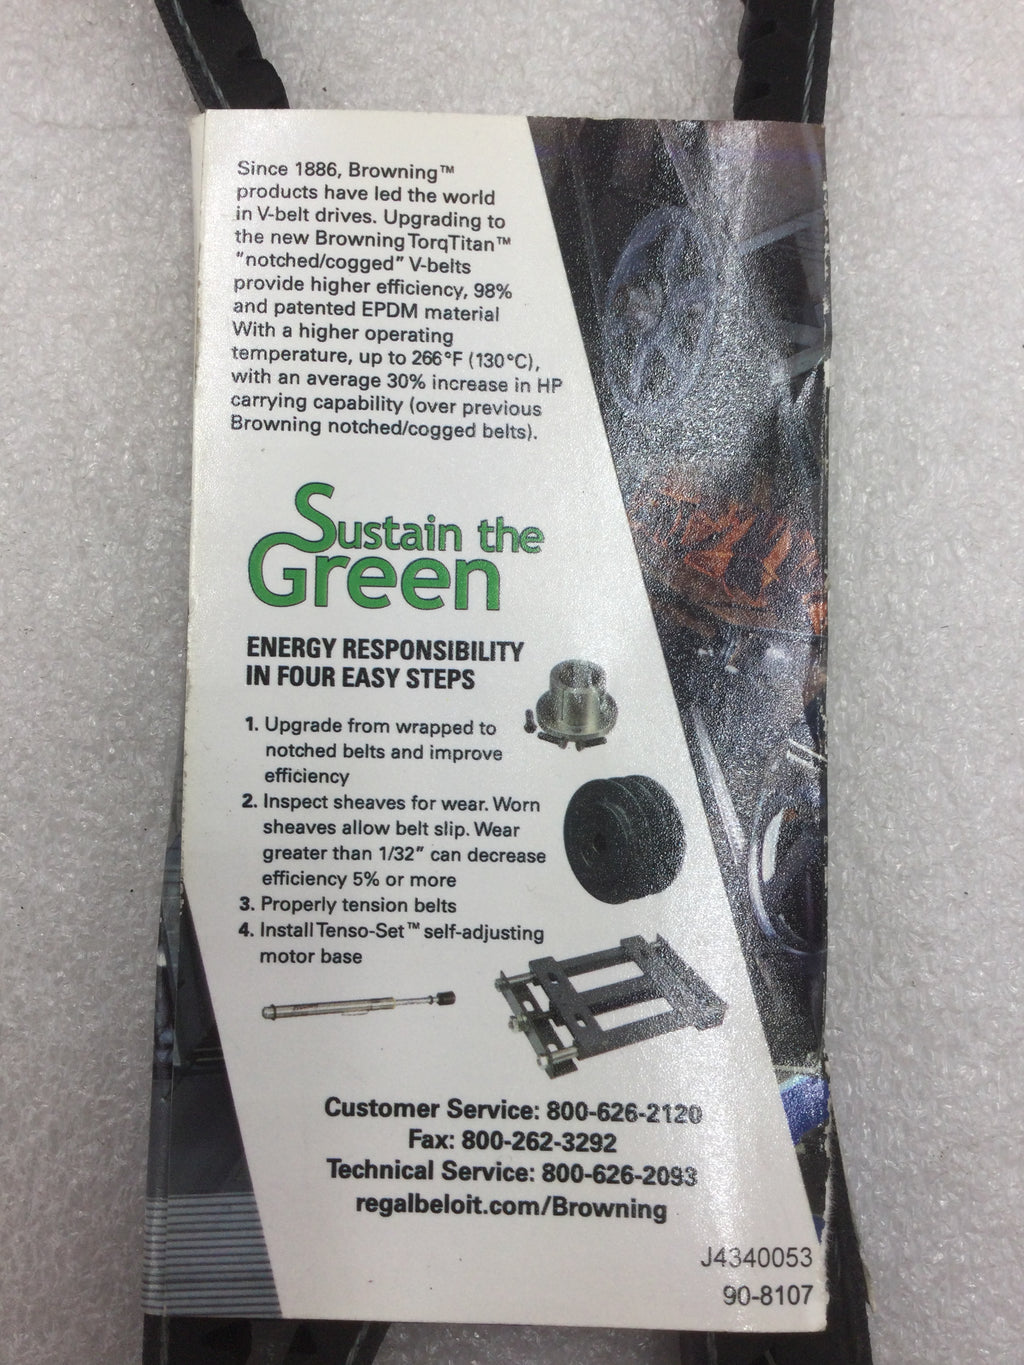 Since 1886, Browning™
products have led the world
in V-belt drives. Upgrading to
the new Browning TorqTitan™
"notched/cogged" V-belts
provide higher efficiency, 98%
and patented EPDM material
With a higher operating
temperature, up to 266°F (130°C),
with an average 30% increase in HP
carrying capability (over previous
Browning notched/cogged belts).
Sustain the
Green
ENERGY RESPONSIBILITY
IN FOUR EASY STEPS
1. Upgrade from wrapped to
notched belts and improve
efficiency
2. Inspect sheaves for wear. Worn
sheaves allow belt slip. Wear
greater than 1/32" can decrease
efficiency 5% or more
3. Properly tension belts
4. Install Tenso-Set™ self-adjusting
motor base
Customer Service: 800-626-2120
Fax: 800-262-3292
Technical Service: 800-626-2093
regalbeloit.com/Browning
J4340053
90-8107